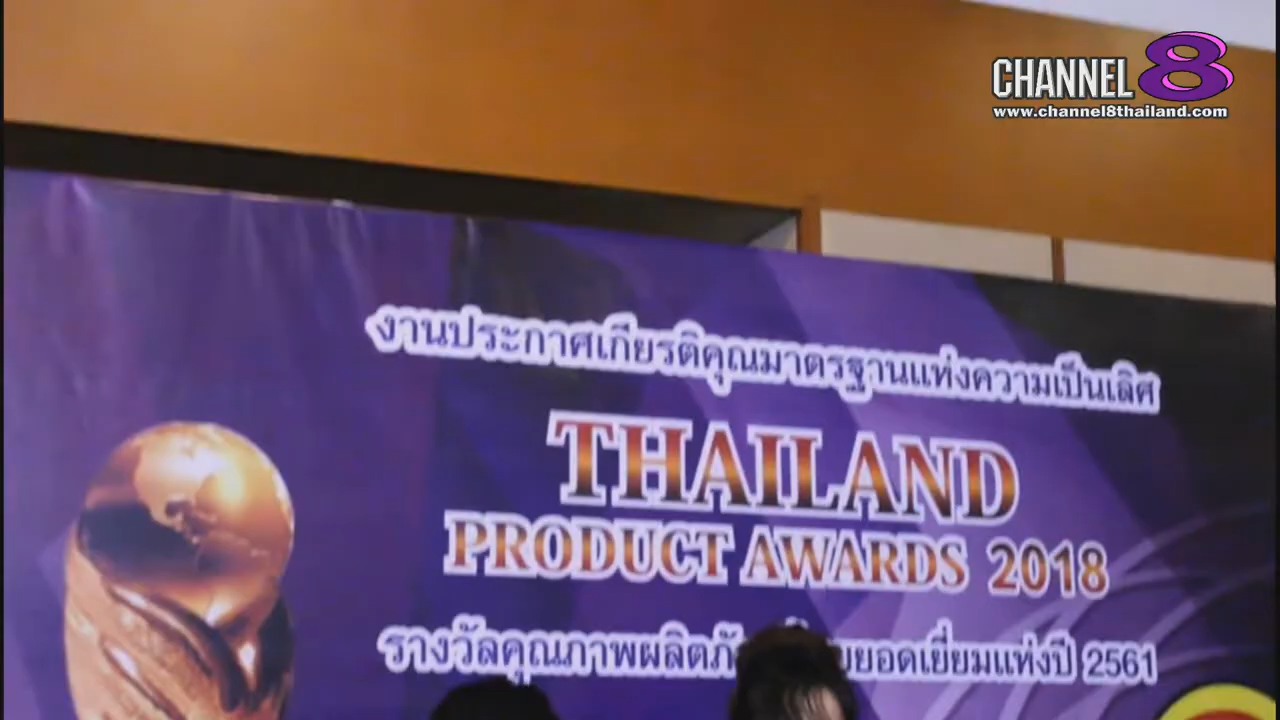 CHANNEL 8
www.channel8thailand.com
งานประกาศเกียรติคุณมาตรฐานแห่งความเป็นเลิศ
THAILAND
PRODUCT AWARDS 2018
รางวัลคุณภาพผลิตภั ยอดเยี่ยมแห่งปี 2561